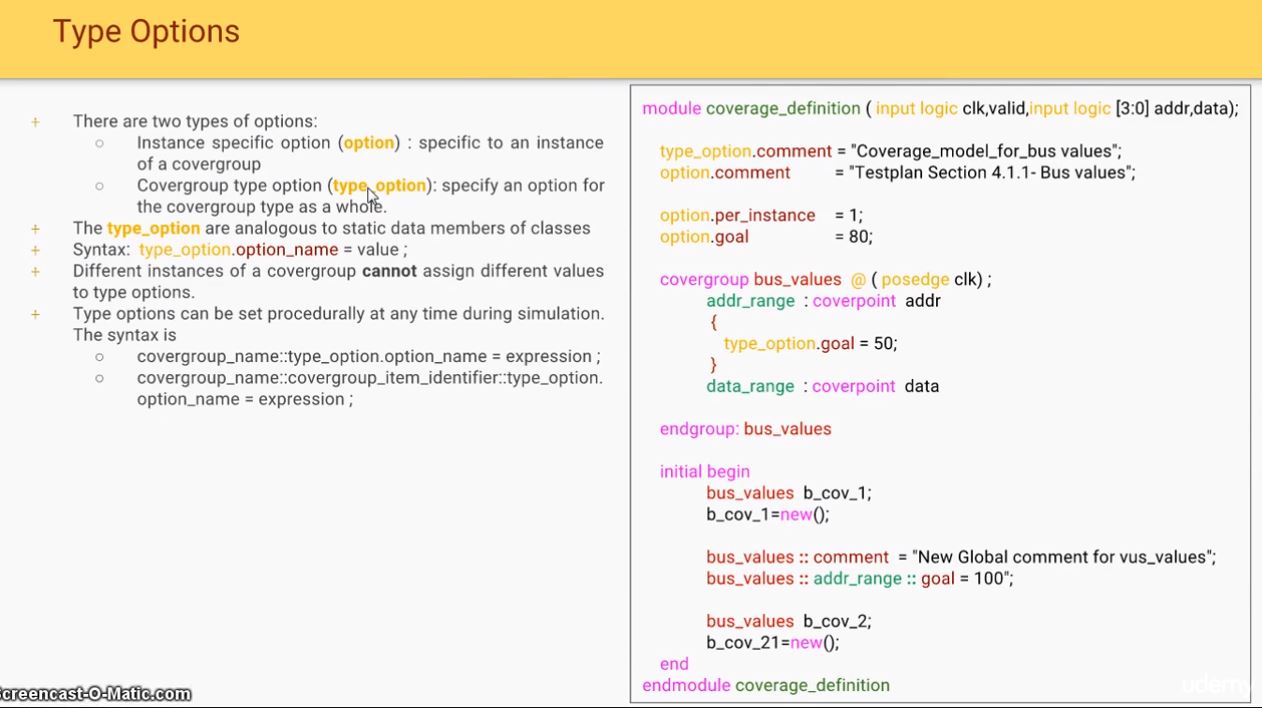 Type Options
+ There are two types of options:
○ Instance specific option (option) : specific to an instance
of a covergroup
○ Covergroup type option (type_option): specify an option for
the covergroup type as a whole.
+ The type_option are analogous to static data members of classes
+ Syntax: type_option.option_name = value ;
+ Different instances of a covergroup cannot assign different values
to type options.
+ Type options can be set procedurally at any time during simulation.
The syntax is
○ covergroup_name::type_option.option_name = expression ;
○ covergroup_name::covergroup_item_identifier::type_option.
option_name = expression ;
module coverage_definition ( input logic clk,valid,input logic [3:0] addr,data);
type_option.comment = "Coverage_model_for_bus values";
option.comment = "Testplan Section 4.1.1- Bus values";
option.per_instance = 1;
option.goal = 80;
covergroup bus_values @ ( posedge clk) ;
addr_range : coverpoint addr
{
type_option.goal = 50;
}
data_range : coverpoint data
endgroup: bus_values
initial begin
bus_values b_cov_1;
b_cov_1=new();
bus_values :: comment = "New Global comment for vus_values";
bus_values :: addr_range :: goal = 100";
bus_values b_cov_2;
b_cov_21=new();
end
endmodule coverage_definition
Screencast-O-Matic.com
udemy